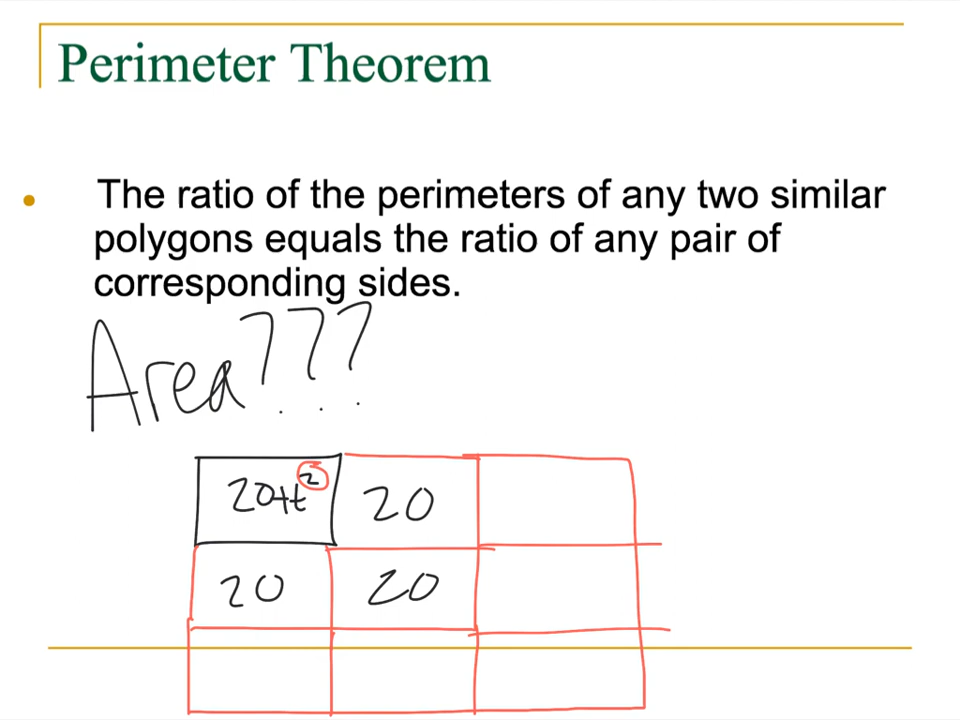 Perimeter Theorem
The ratio of the perimeters of any two similar
polygons equals the ratio of any pair of
corresponding sides.
Area???
20ft² 20
20 20